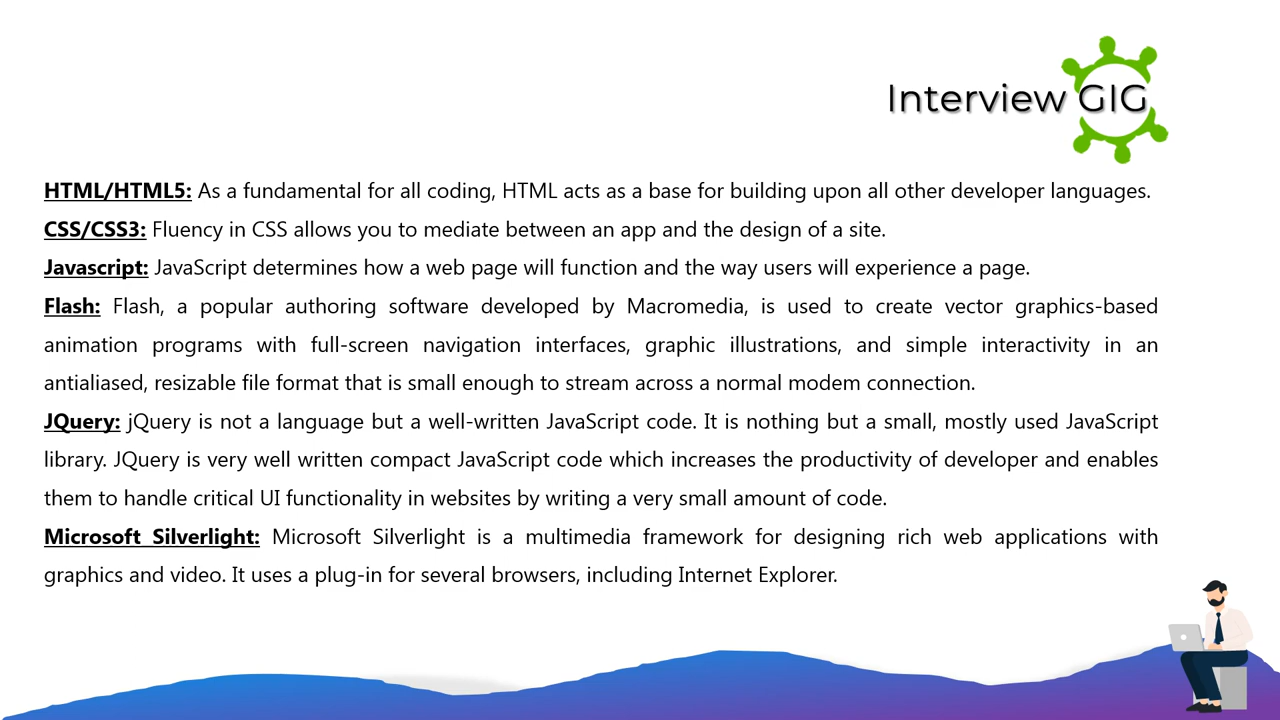 Interview GIG
HTML/HTML5: As a fundamental for all coding, HTML acts as a base for building upon all other developer languages.
CSS/CSS3: Fluency in CSS allows you to mediate between an app and the design of a site.
Javascript: JavaScript determines how a web page will function and the way users will experience a page.
Flash: Flash, a popular authoring software developed by Macromedia, is used to create vector graphics-based
animation programs with full-screen navigation interfaces, graphic illustrations, and simple interactivity in an
antialiased, resizable file format that is small enough to stream across a normal modem connection.
JQuery: jQuery is not a language but a well-written JavaScript code. It is nothing but a small, mostly used JavaScript
library. JQuery is very well written compact JavaScript code which increases the productivity of developer and enables
them to handle critical UI functionality in websites by writing a very small amount of code.
Microsoft Silverlight: Microsoft Silverlight is a multimedia framework for designing rich web applications with
graphics and video. It uses a plug-in for several browsers, including Internet Explorer.